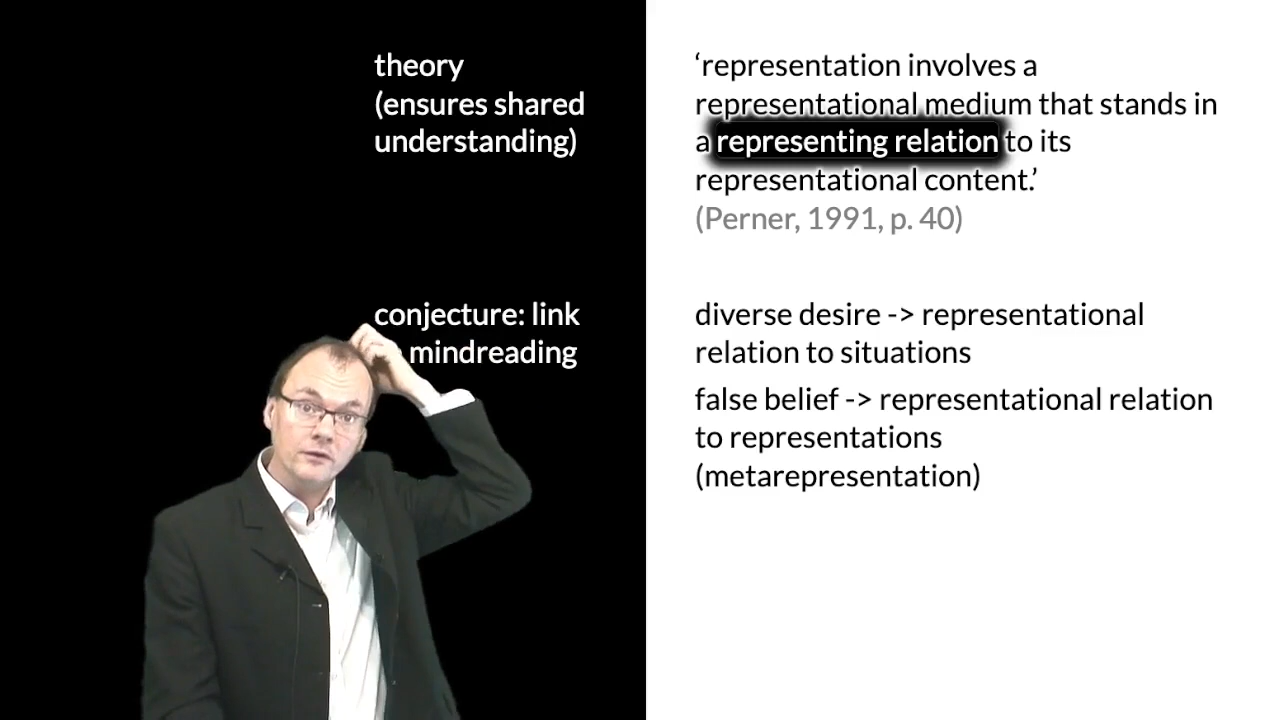 theory
(ensures shared
understanding)
‘representation involves a
representational medium that stands in
a representing relation to its
representational content.’
(Perner, 1991, p. 40)
conjecture: link
mindreading
diverse desire -> representational
relation to situations
false belief -> representational relation
to representations
(metarepresentation)